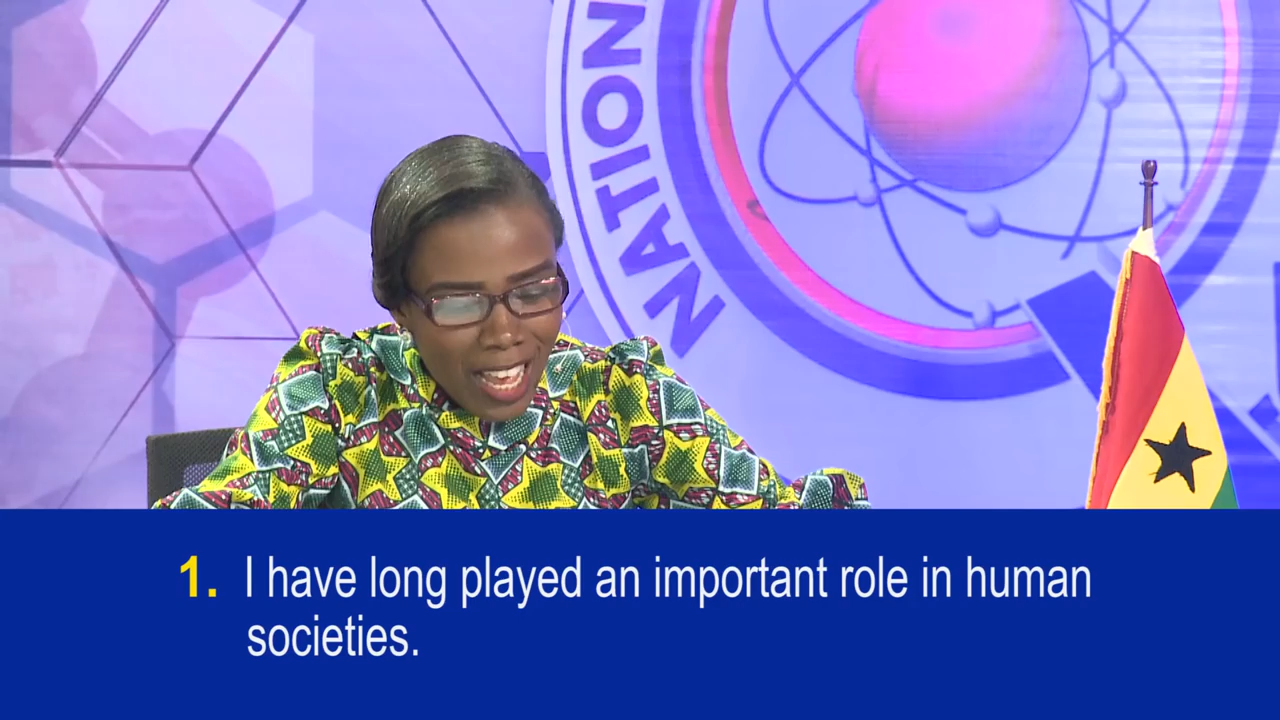 NATION
1. I have long played an important role in human
societies.